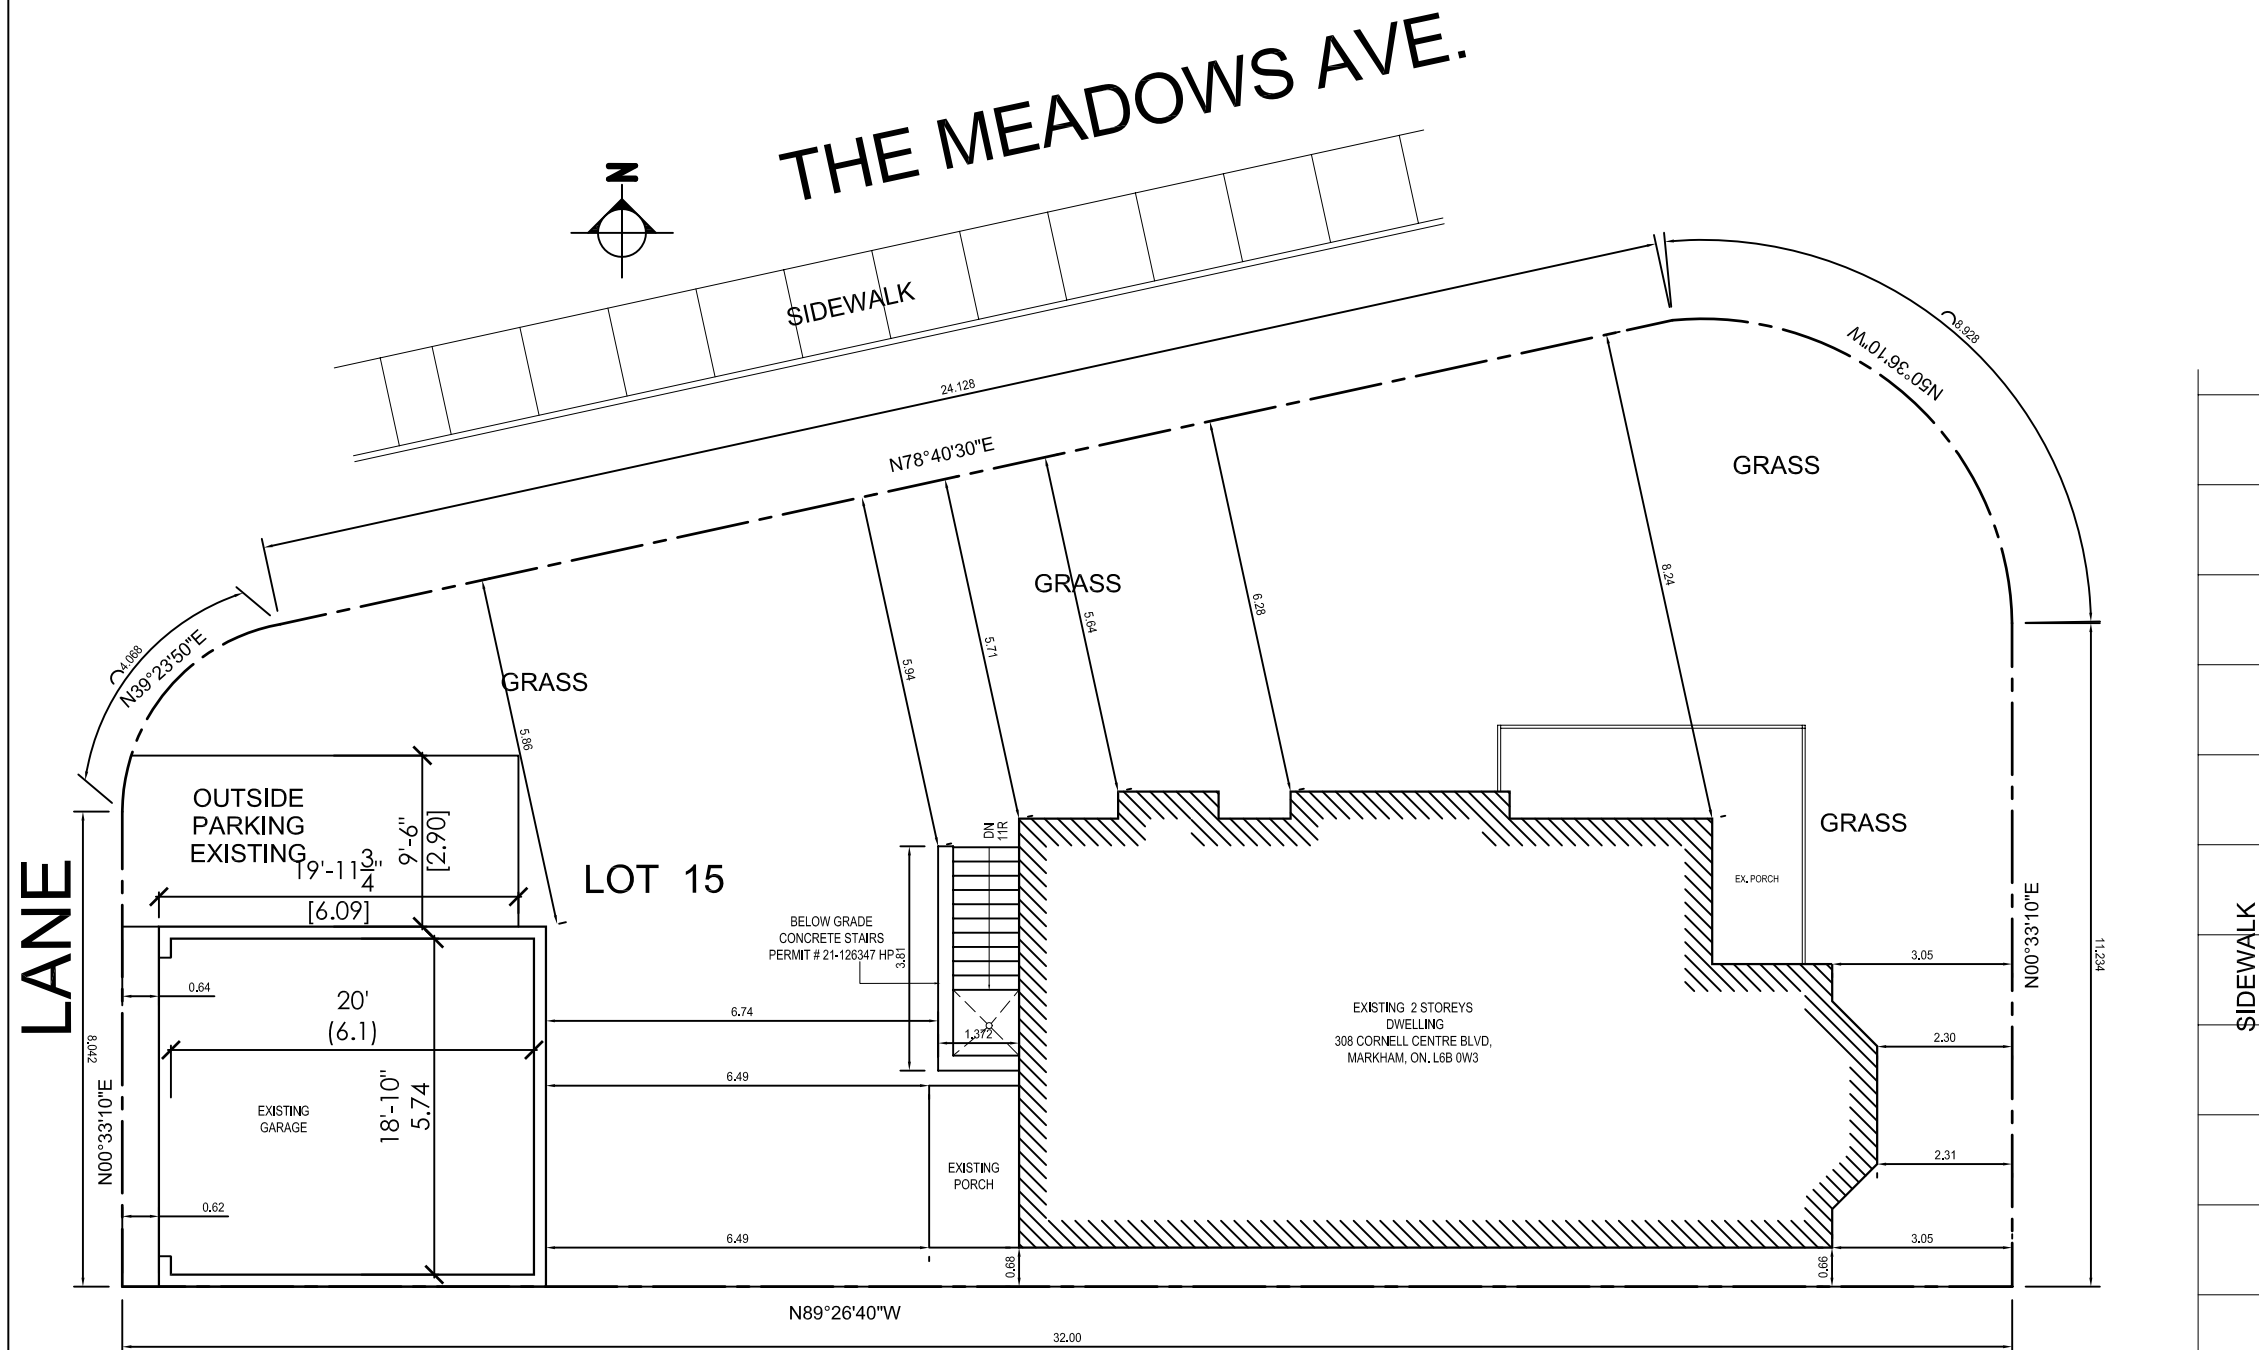 THE MEADOWS AVE.
N
SIDEWALK
24.128
N78°40'30"E
8.928
N50°36'10"W
GRASS
GRASS
GRASS
GRASS
4.068
N39°23'50"E
5.86
5.94
5.71
5.64
6.28
8.24
OUTSIDE
PARKING
EXISTING
19'-11 3/4"
[6.09]
9'-6"
[2.90]
LANE
LOT 15
DN
11R
BELOW GRADE
CONCRETE STAIRS
PERMIT # 21-126347 HP
3.81
EX. PORCH
3.05
N00°33'10"E
11.234
SIDEWALK
0.64
20'
(6.1)
6.74
1.372
EXISTING 2 STOREYS
DWELLING
308 CORNELL CENTRE BLVD,
MARKHAM, ON. L6B 0W3
2.30
8.042
N00°33'10"E
6.49
EXISTING
GARAGE
18'-10"
5.74
EXISTING
PORCH
2.31
0.62
6.49
3.05
0.68
0.66
N89°26'40"W
32.00